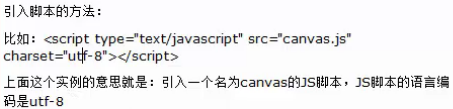 引入脚本的方法：
比如：<script type="text/javascript" src="canvas.js"
charset="utf-8"></script>
上面这个实例的意思就是：引入一个名为canvas的JS脚本，JS脚本的语言编
码是utf-8